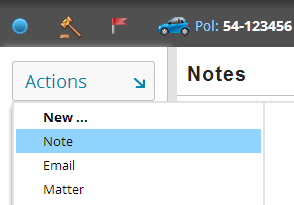 Pol: 54-123456
Actions
Notes
New ...
Note
Email
Matter